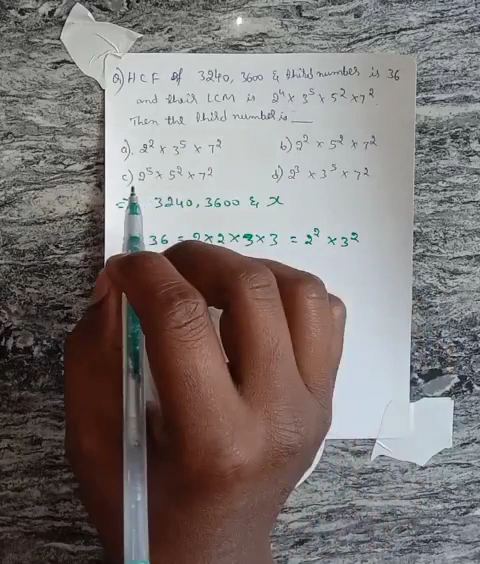 Q) HCF of 3240, 3600 & third number is 36
and their LCM is 2⁴ × 3⁵ × 5² × 7².
Then the third number is __
a). 2² × 3⁵ × 7² b) 2² × 5² × 7²
c) 2⁵ × 5² × 7² d) 2³ × 3⁵ × 7²
⇒ 3240, 3600 & x
36 = 2 × 2 × 3 × 3 = 2² × 3²